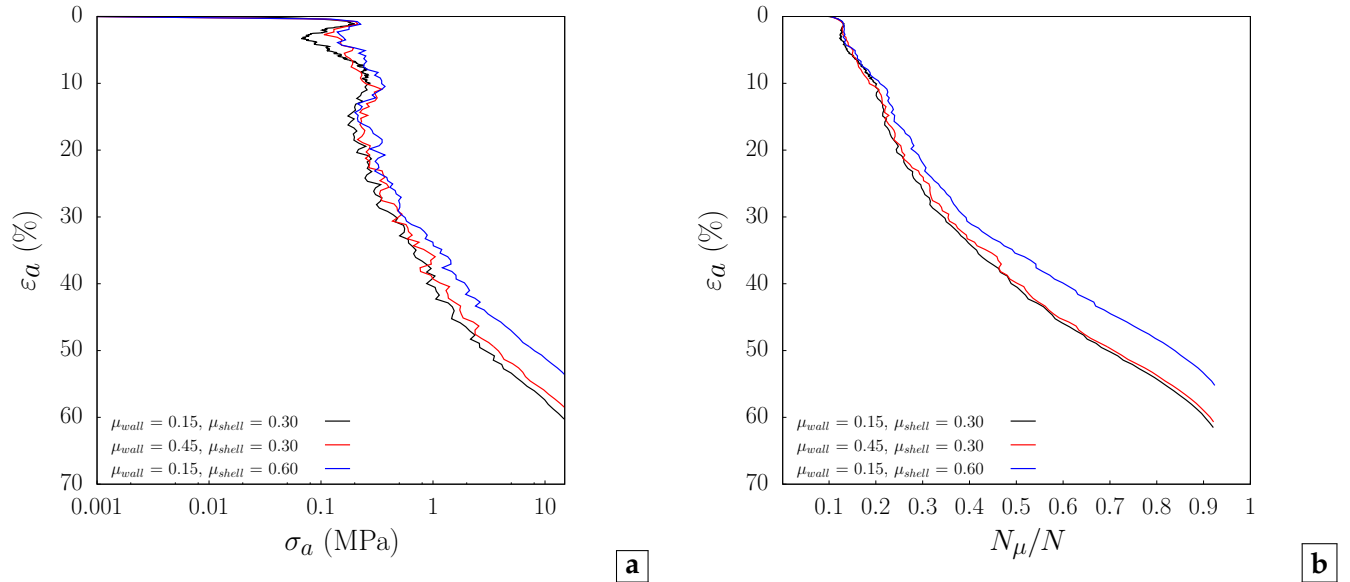 0
10
20
30
40
50
60
70
εa (%)
μwall = 0.15, μshell = 0.30
μwall = 0.45, μshell = 0.30
μwall = 0.15, μshell = 0.60
0.001 0.01 0.1 1 10
σa (MPa)
a
0
10
20
30
40
50
60
70
εa (%)
μwall = 0.15, μshell = 0.30
μwall = 0.45, μshell = 0.30
μwall = 0.15, μshell = 0.60
0.1 0.2 0.3 0.4 0.5 0.6 0.7 0.8 0.9 1
Nμ/N
b